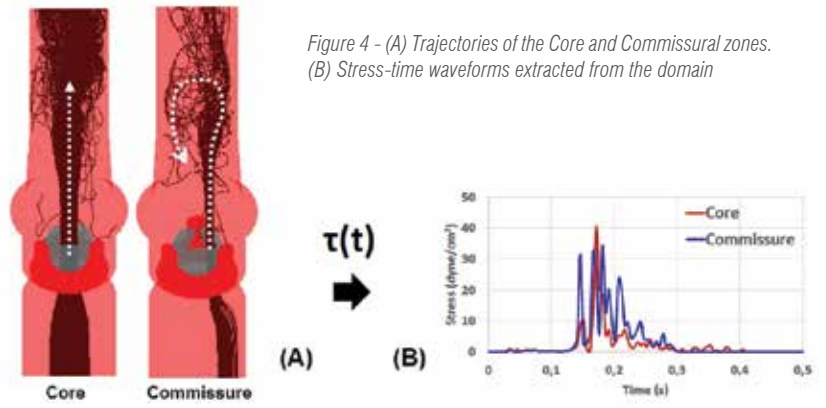 Figure 4 - (A) Trajectories of the Core and Commissural zones.
(B) Stress-time waveforms extracted from the domain
Core
Commissure
τ(t)
(A)
(B)
Stress (dyne/cm²)
50
40
30
20
10
0
Core
Commissure
0
0,1
0,2
0,3
0,4
0,5
Time (s)